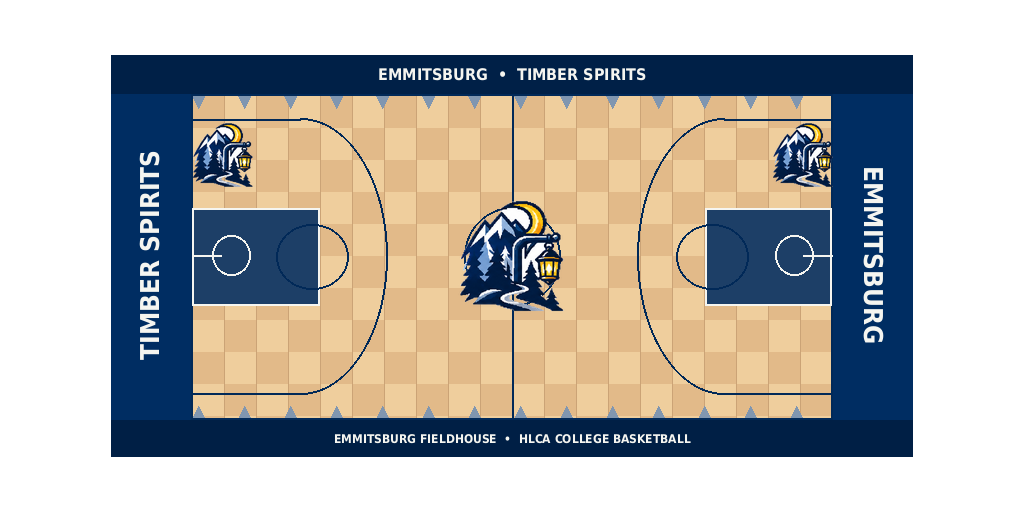 EMMITSBURG • TIMBER SPIRITS
TIMBER SPIRITS
EMMITSBURG
EMMITSBURG FIELDHOUSE • HLCA COLLEGE BASKETBALL